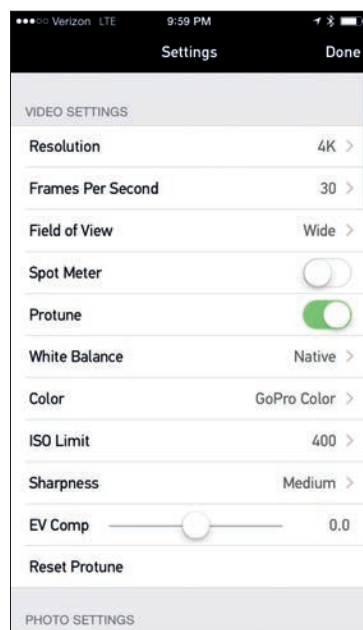 Verizon LTE 9:59 PM
Settings Done
VIDEO SETTINGS
Resolution 4K >
Frames Per Second 30 >
Field of View Wide >
Spot Meter
Protune
White Balance Native >
Color GoPro Color >
ISO Limit 400 >
Sharpness Medium >
EV Comp 0.0
Reset Protune
PHOTO SETTINGS